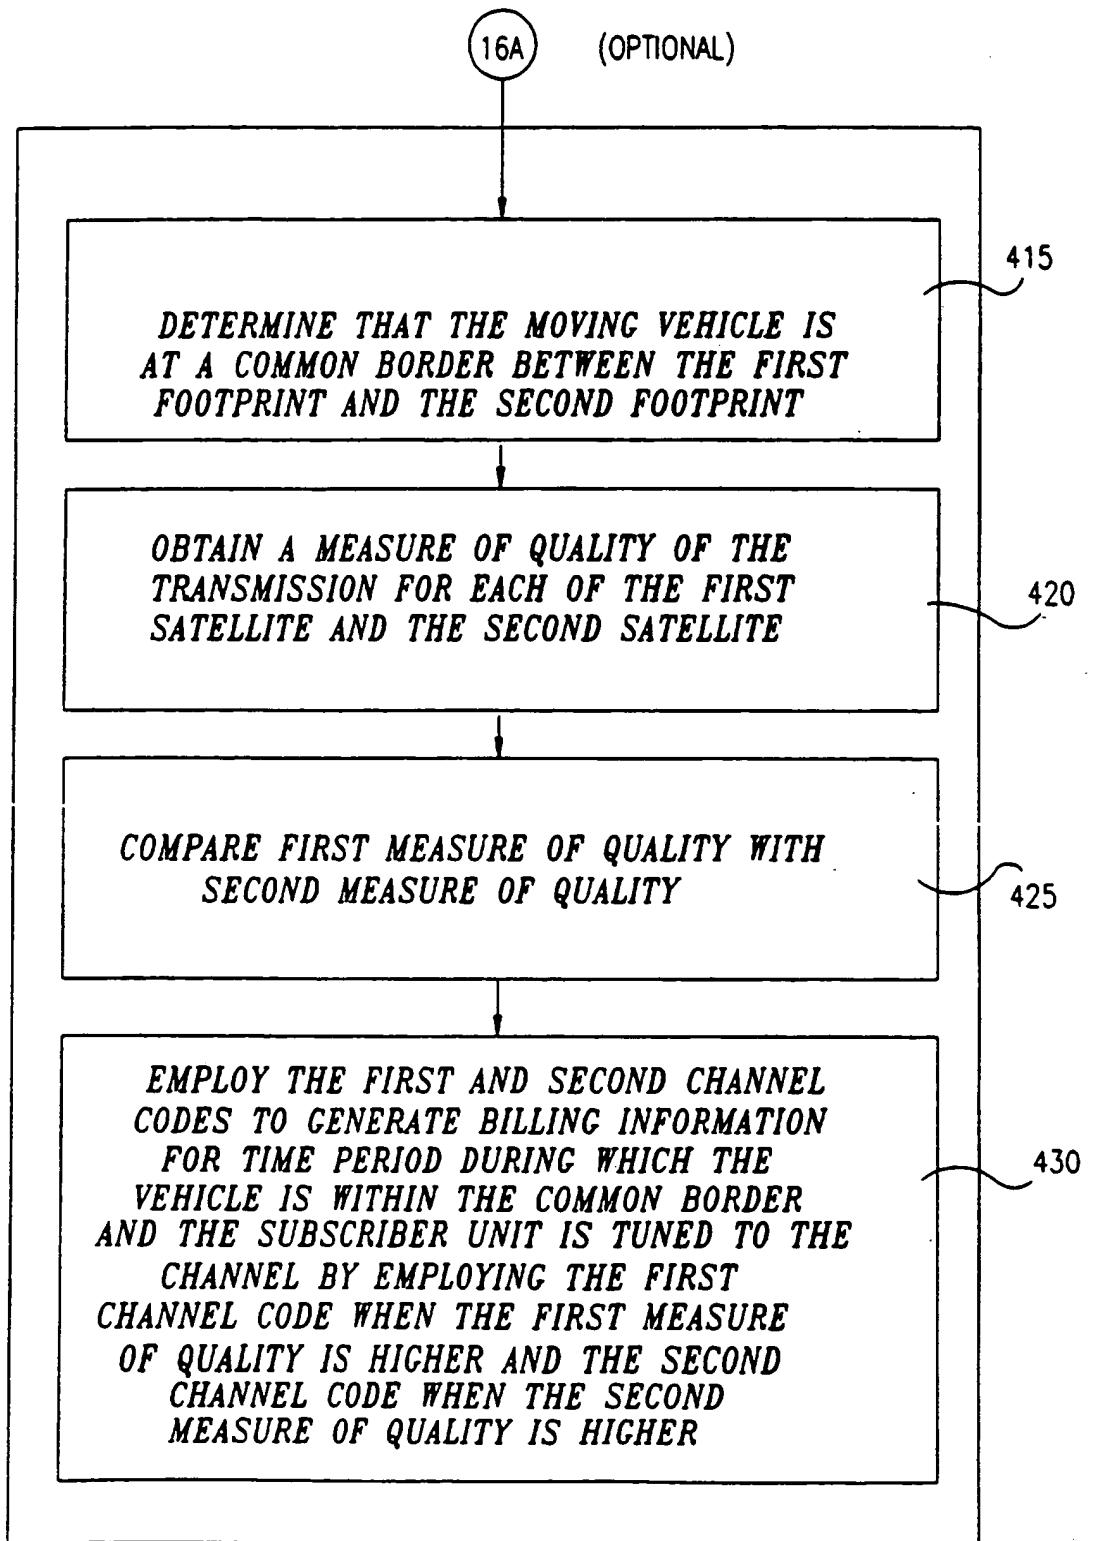 16A (OPTIONAL)
415
DETERMINE THAT THE MOVING VEHICLE IS
AT A COMMON BORDER BETWEEN THE FIRST
FOOTPRINT AND THE SECOND FOOTPRINT
OBTAIN A MEASURE OF QUALITY OF THE
TRANSMISSION FOR EACH OF THE FIRST
SATELLITE AND THE SECOND SATELLITE
420
COMPARE FIRST MEASURE OF QUALITY WITH
SECOND MEASURE OF QUALITY
425
EMPLOY THE FIRST AND SECOND CHANNEL
CODES TO GENERATE BILLING INFORMATION
FOR TIME PERIOD DURING WHICH THE
VEHICLE IS WITHIN THE COMMON BORDER
AND THE SUBSCRIBER UNIT IS TUNED TO THE
CHANNEL BY EMPLOYING THE FIRST
CHANNEL CODE WHEN THE FIRST MEASURE
OF QUALITY IS HIGHER AND THE SECOND
CHANNEL CODE WHEN THE SECOND
MEASURE OF QUALITY IS HIGHER
430